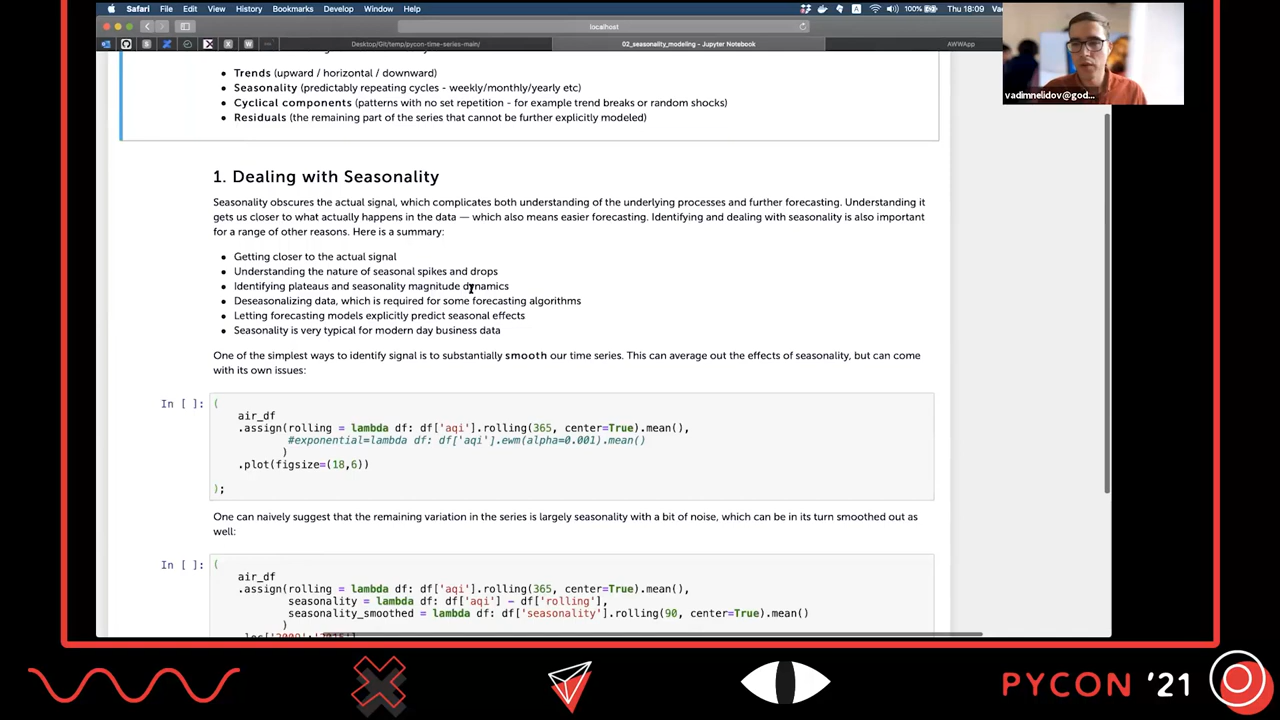 Safari File Edit View History Bookmarks Develop Window Help
A 100% Thu 18:09
localhost
Desktop/Git/temp/pycon-time-series-main/
02_seasonality_modeling - Jupyter Notebook
AWWApp
vadimnelidov@god...
Trends (upward / horizontal / downward)
Seasonality (predictably repeating cycles - weekly/monthly/yearly etc)
Cyclical components (patterns with no set repetition - for example trend breaks or random shocks)
Residuals (the remaining part of the series that cannot be further explicitly modeled)
1. Dealing with Seasonality
Seasonality obscures the actual signal, which complicates both understanding of the underlying processes and further forecasting. Understanding it
gets us closer to what actually happens in the data — which also means easier forecasting. Identifying and dealing with seasonality is also important
for a range of other reasons. Here is a summary:
Getting closer to the actual signal
Understanding the nature of seasonal spikes and drops
Identifying plateaus and seasonality magnitude dynamics
Deseasonalizing data, which is required for some forecasting algorithms
Letting forecasting models explicitly predict seasonal effects
Seasonality is very typical for modern day business data
One of the simplest ways to identify signal is to substantially smooth our time series. This can average out the effects of seasonality, but can come
with its own issues:
In [ ]: (
air_df
.assign(rolling = lambda df: df['aqi'].rolling(365, center=True).mean(),
#exponential=lambda df: df['aqi'].ewm(alpha=0.001).mean()
)
.plot(figsize=(18,6))
);
One can naively suggest that the remaining variation in the series is largely seasonality with a bit of noise, which can be in its turn smoothed out as
well:
In [ ]: (
air_df
.assign(rolling = lambda df: df['aqi'].rolling(365, center=True).mean(),
seasonality = lambda df: df['aqi'] - df['rolling'],
seasonality_smoothed = lambda df: df['seasonality'].rolling(90, center=True).mean()
)
PYCON '21